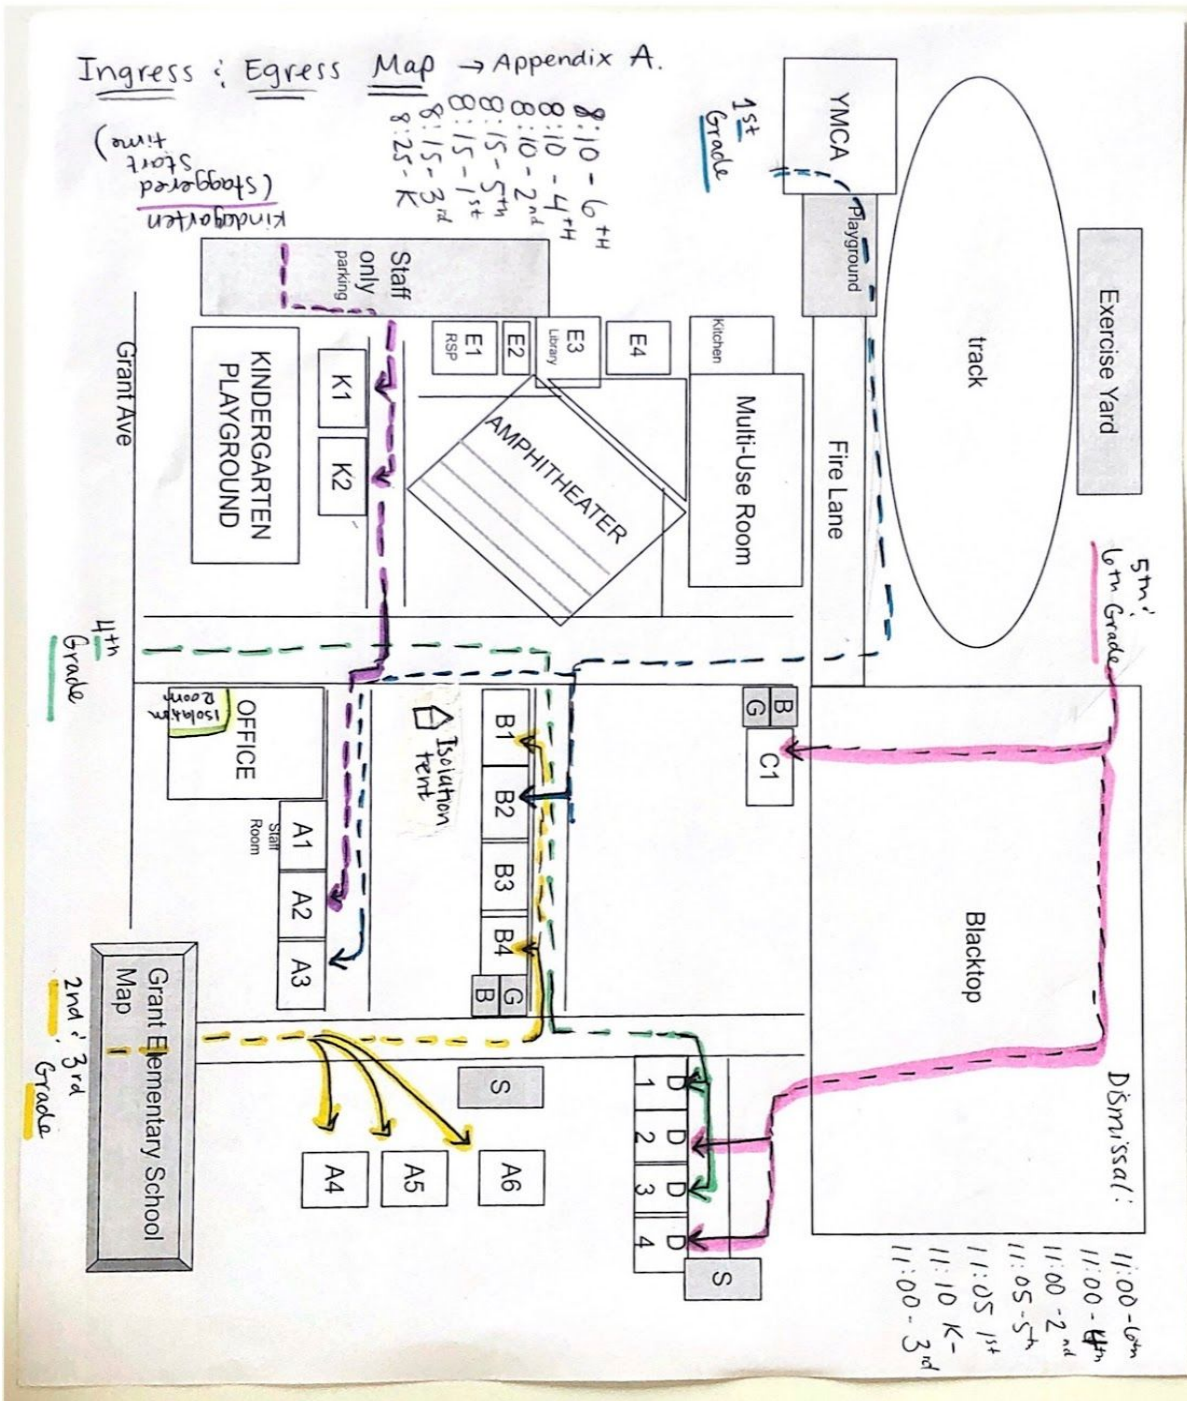 Ingress & Egress Map → Appendix A.
8:10 - 6th
8:10 - 4th
8:10 - 2nd
8:15 - 5th
8:15 - 1st
8:15 - 3rd
8:25 - K
1st
Grade
Kindegarten
(staggered
start
time)
YMCA
Playground
Exercise Yard
track
Fire Lane
Staff
only
parking
E1
RSP
E2
E3
Library
E4
Kitchen
Multi-Use Room
AMPHITHEATER
K1
K2
KINDERGARTEN
PLAYGROUND
Grant Ave
5th &
6th Grade
4th
Grade
OFFICE
Isolation
Room
Isolation
tent
A1
Staff
Room
A2
A3
B1
B2
B3
B4
G
B
B
G
C1
Blacktop
S
A4
A5
A6
D
1
D
2
D
3
D
4
S
Grant Elementary School
Map
2nd & 3rd
Grade
Dismissal:
11:00 - 6th
11:00 - 4th
11:00 - 2nd
11:05 - 5th
11:05 1st
11:10 K-
11:00 - 3rd